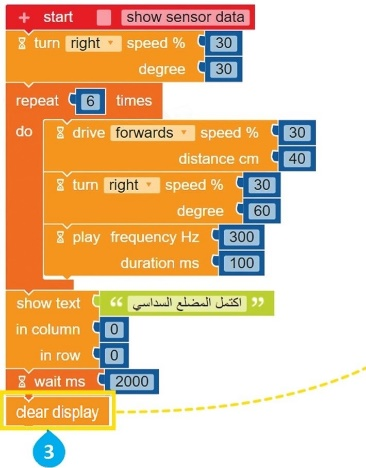 + start show sensor data
turn right speed % 30
degree 30
repeat 6 times
do drive forwards speed % 30
distance cm 40
turn right speed % 30
degree 60
play frequency Hz 300
duration ms 100
show text “ اكتمل المضلع السداسي ”
in column 0
in row 0
wait ms 2000
clear display
3